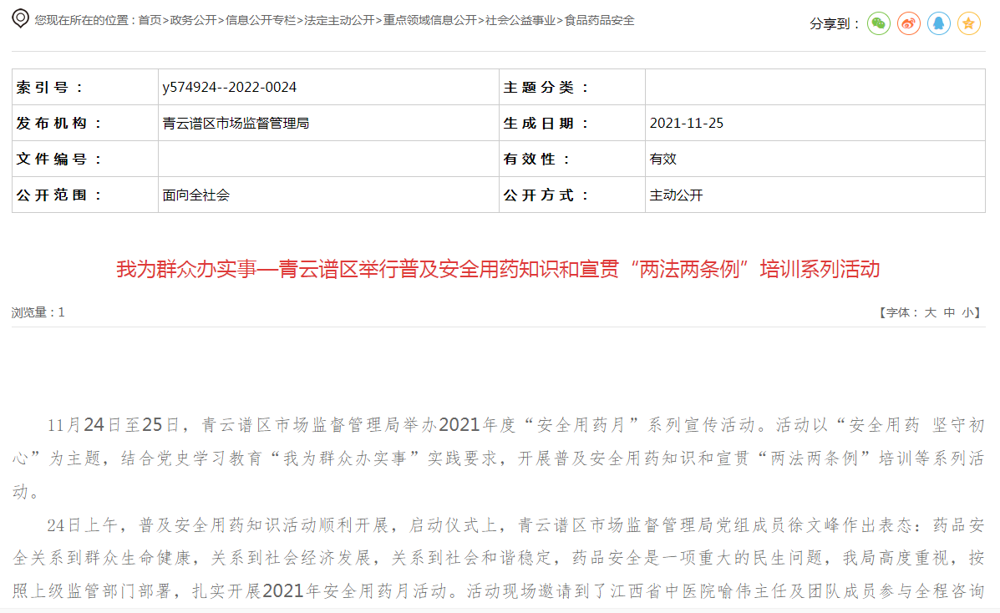 您现在所在的位置：首页>政务公开>信息公开专栏>法定主动公开>重点领域信息公开>社会公益事业>食品药品安全
分享到：
索引号： y574924--2022-0024 主题分类：
发布机构： 青云谱区市场监督管理局 生成日期： 2021-11-25
文件编号： 有效性： 有效
公开范围： 面向全社会 公开方式： 主动公开
我为群众办实事—青云谱区举行普及安全用药知识和宣贯“两法两条例”培训系列活动
浏览量：1 【字体： 大 中 小】
11月24日至25日，青云谱区市场监督管理局举办2021年度“安全用药月”系列宣传活动。活动以“安全用药 坚守初
心”为主题，结合党史学习教育“我为群众办实事”实践要求，开展普及安全用药知识和宣贯“两法两条例”培训等系列活
动。
24日上午，普及安全用药知识活动顺利开展，启动仪式上，青云谱区市场监督管理局党组成员徐文峰作出表态：药品安
全关系到群众生命健康，关系到社会经济发展，关系到社会和谐稳定，药品安全是一项重大的民生问题，我局高度重视，按
照上级监管部门部署，扎实开展2021年安全用药月活动。活动现场邀请到了江西省中医院喻伟主任及团队成员参与全程咨询